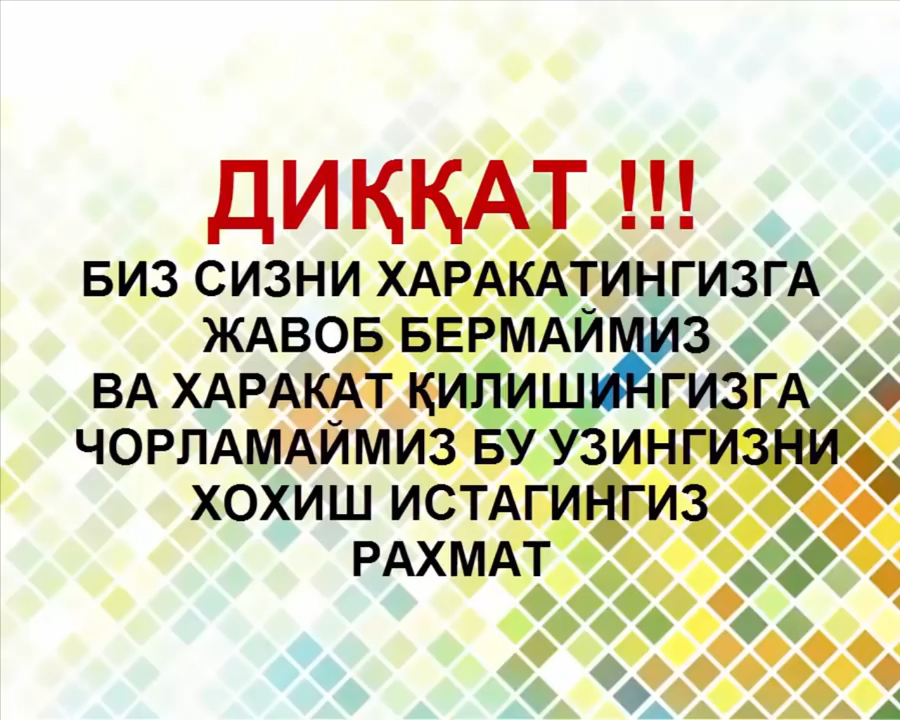 ДИҚҚАТ !!!
БИЗ СИЗНИ ХАРАКАТИНГИЗГА
ЖАВОБ БЕРМАЙМИЗ
ВА ХАРАКАТ ҚИЛИШИНГИЗГА
ЧОРЛАМАЙМИЗ БУ УЗИНГИЗНИ
ХОХИШ ИСТАГИНГИЗ
РАХМАТ